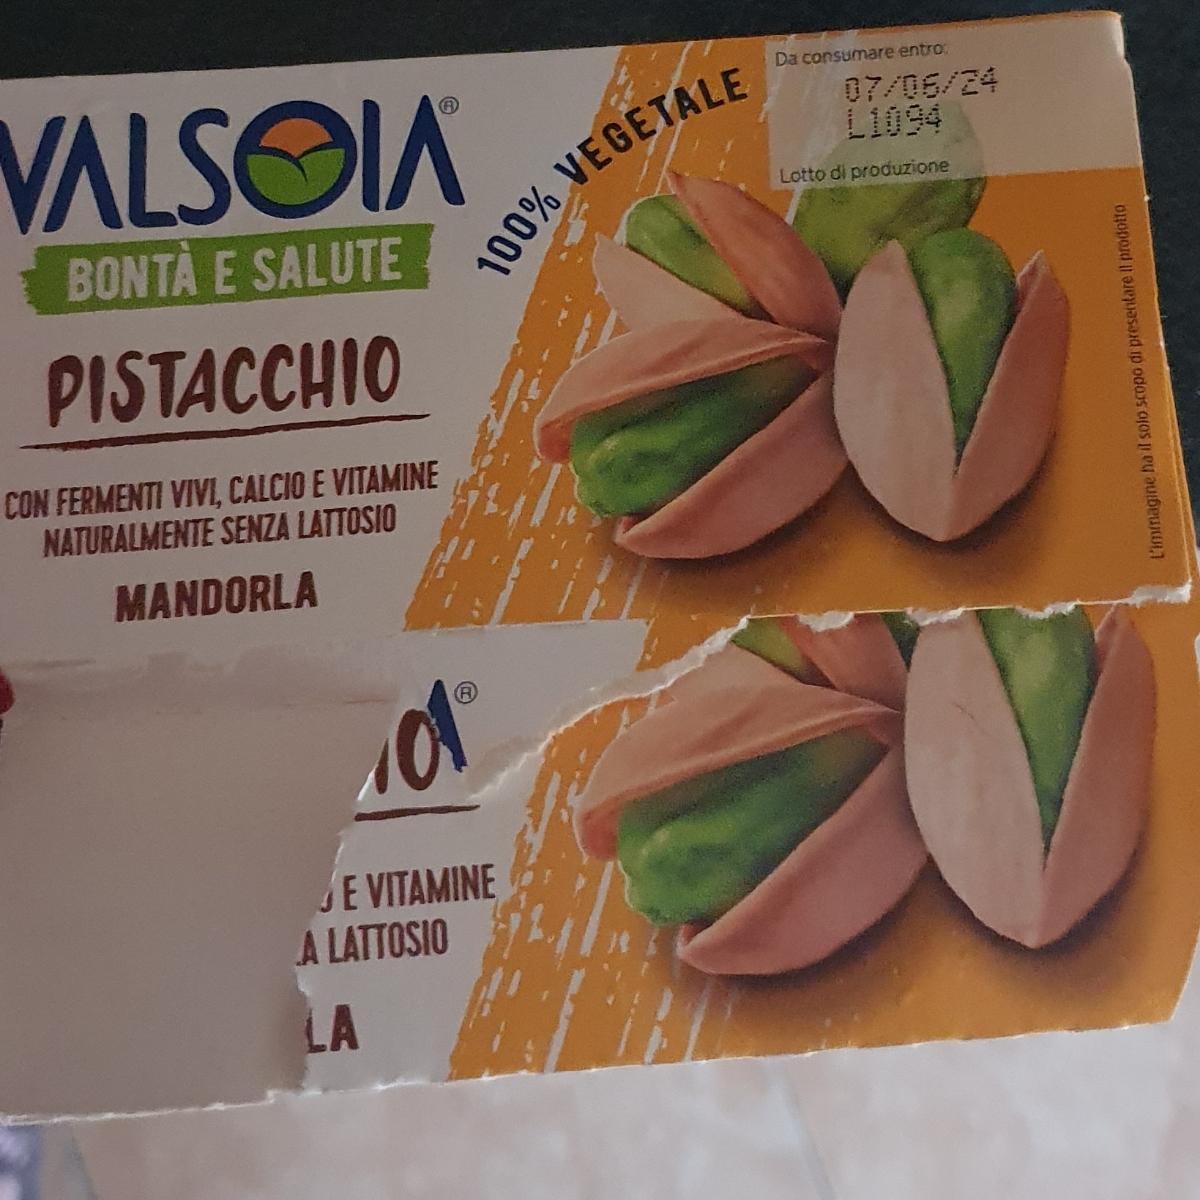 VALSOIA®
BONTÀ E SALUTE
PISTACCHIO
CON FERMENTI VIVI, CALCIO E VITAMINE
NATURALMENTE SENZA LATTOSIO
MANDORLA
100% VEGETALE
Da consumare entro:
07/06/24
L1094
Lotto di produzione
L'immagine ha il solo scopo di presentare il prodotto
®
IO
E VITAMINE
A LATTOSIO
LA